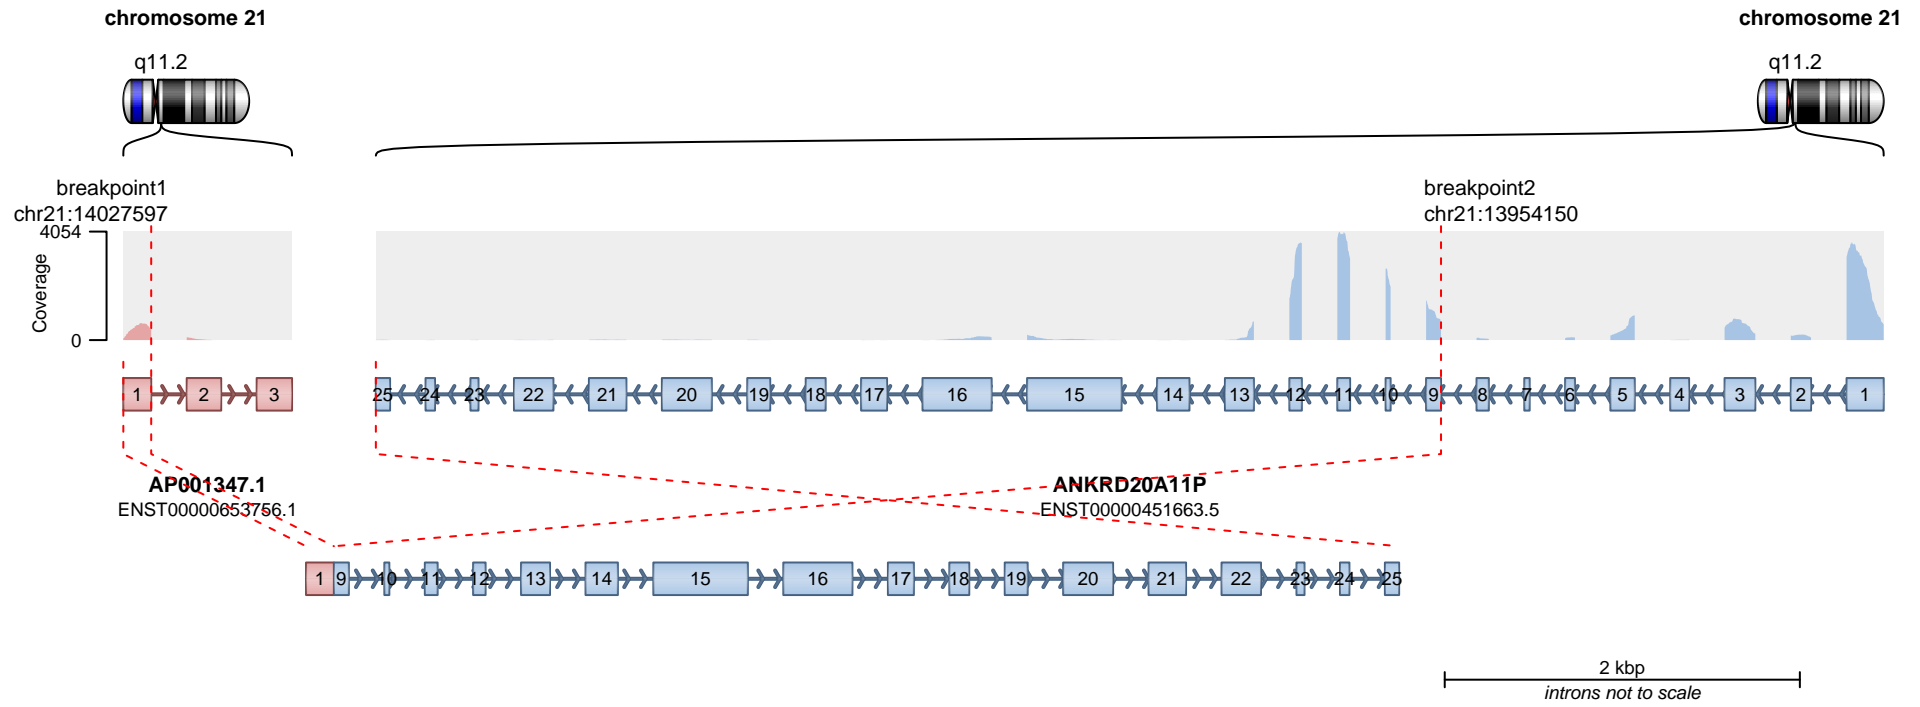 chromosome 21
chromosome 21
q11.2
q11.2
breakpoint1
chr21:14027597
breakpoint2
chr21:13954150
4054
Coverage
0
1 2 3
25 24 23 22 21 20 19 18 17 16 15 14 13 12 11 10 9 8 7 6 5 4 3 2 1
AP001347.1
ENST00000653756.1
ANKRD20A11P
ENST00000451663.5
1 9 10 11 12 13 14 15 16 17 18 19 20 21 22 23 24 25
2 kbp
introns not to scale